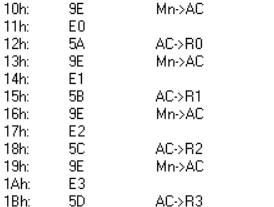 10h: 9E Mn->AC
11h: E0
12h: 5A AC->R0
13h: 9E Mn->AC
14h: E1
15h: 5B AC->R1
16h: 9E Mn->AC
17h: E2
18h: 5C AC->R2
19h: 9E Mn->AC
1Ah: E3
1Bh: 5D AC->R3